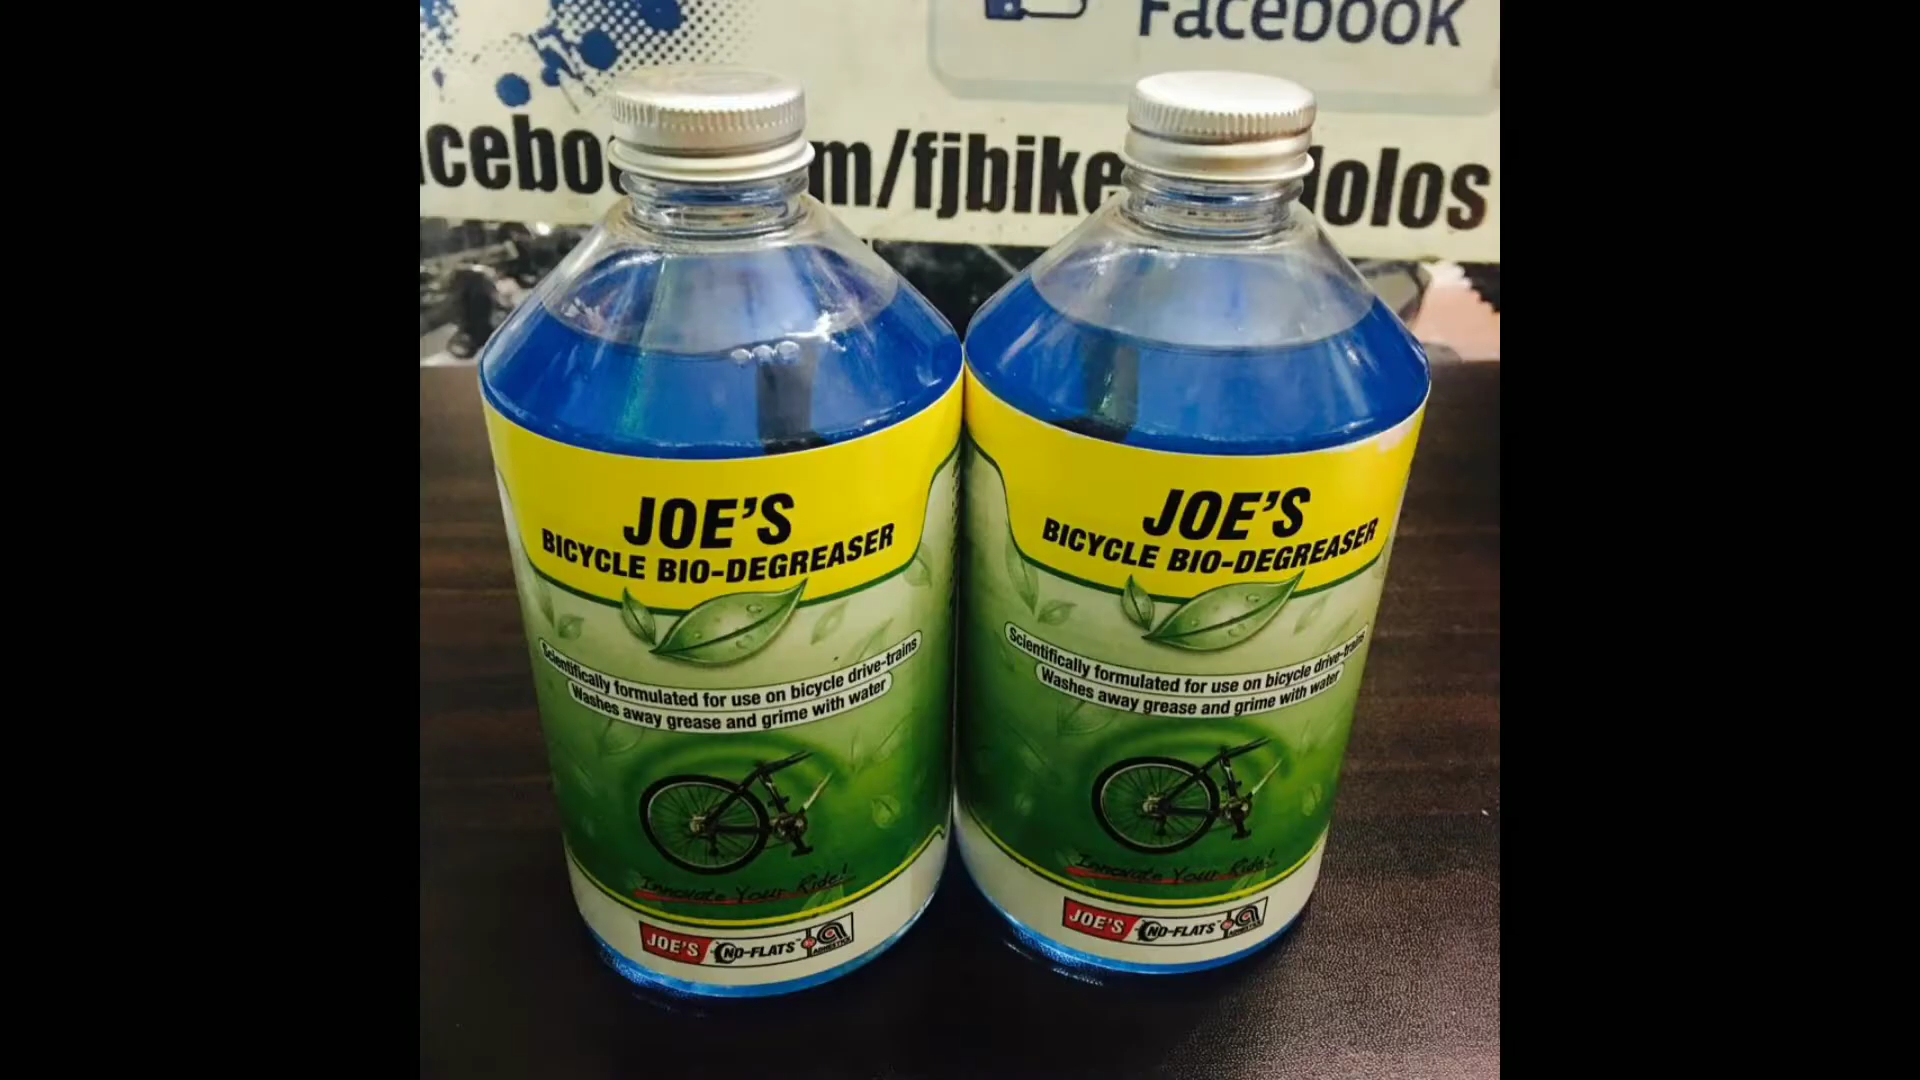 Facebook
m/fjbike
olos
JOE'S
BICYCLE BIO-DEGREASER
Scientifically formulated for use on bicycle drive-trains
Washes away grease and grime with water
Innovate Your Ride!
JOE'S NO-FLATS
JOE'S
BICYCLE BIO-DEGREASER
Scientifically formulated for use on bicycle drive-trains
Washes away grease and grime with water
Innovate Your Ride!
JOE'S NO-FLATS